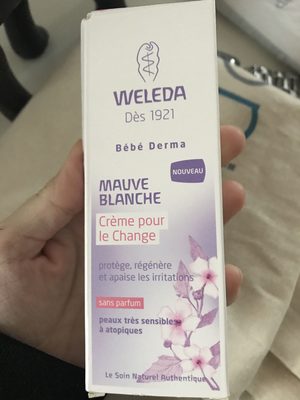 WELEDA
Dès 1921
Bébé Derma
NOUVEAU
MAUVE
BLANCHE
Crème pour
le Change
protège, régénère
et apaise les irritations
sans parfum
peaux très sensibles
à atopiques
Le Soin Naturel Authentique